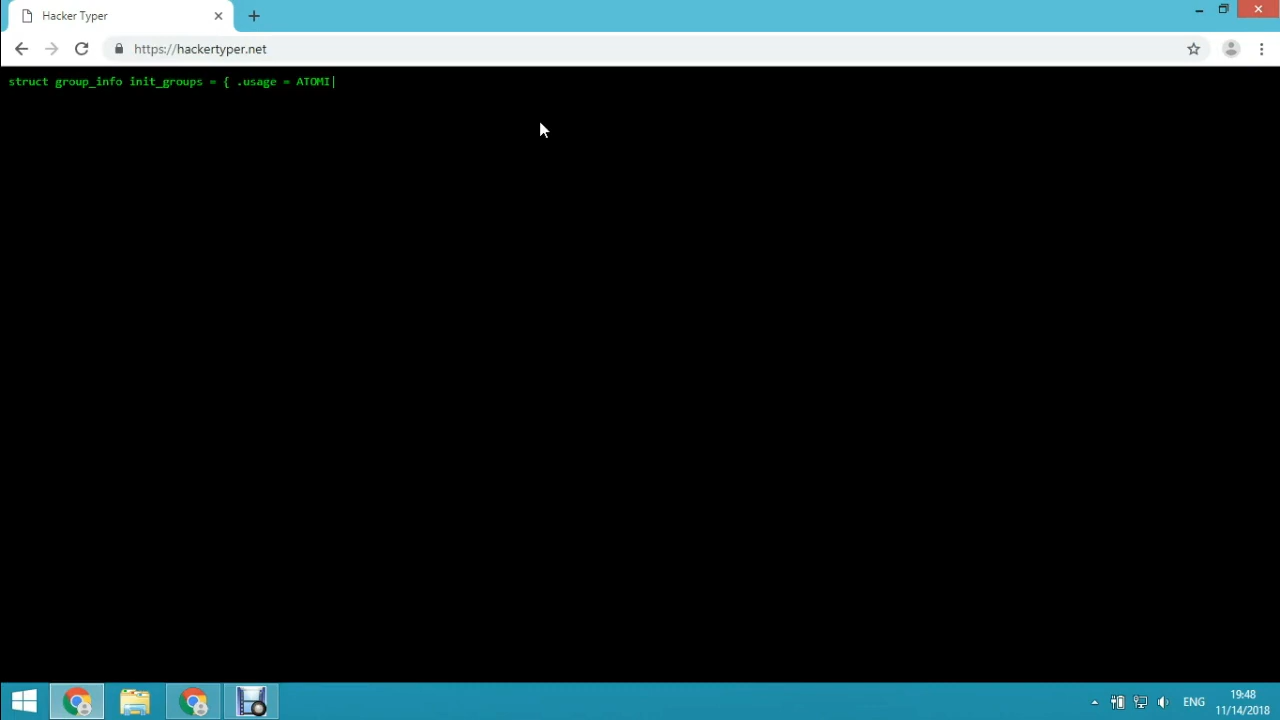 Hacker Typer
https://hackertyper.net
struct group_info init_groups = { .usage = ATOMI
ENG
19:48
11/14/2018